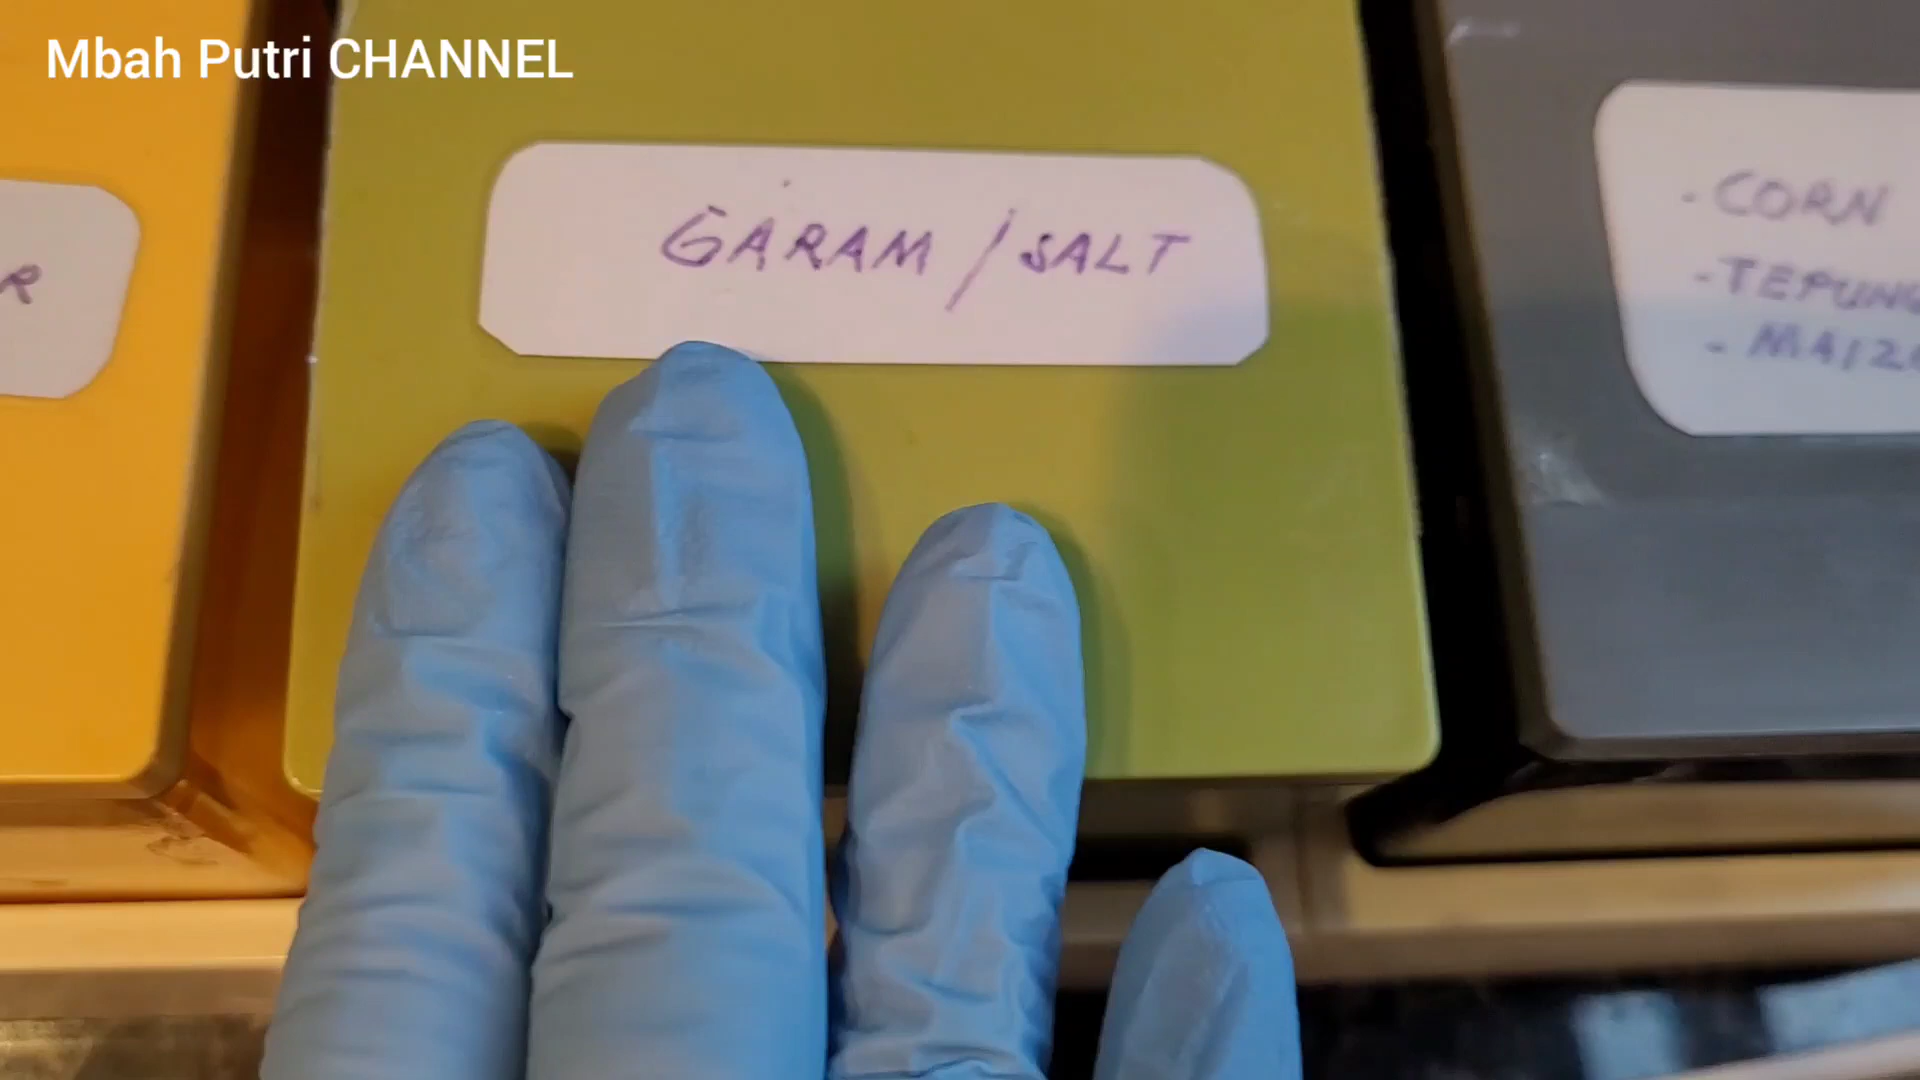 Mbah Putri CHANNEL
GARAM / SALT
- CORN
- TEPUNG